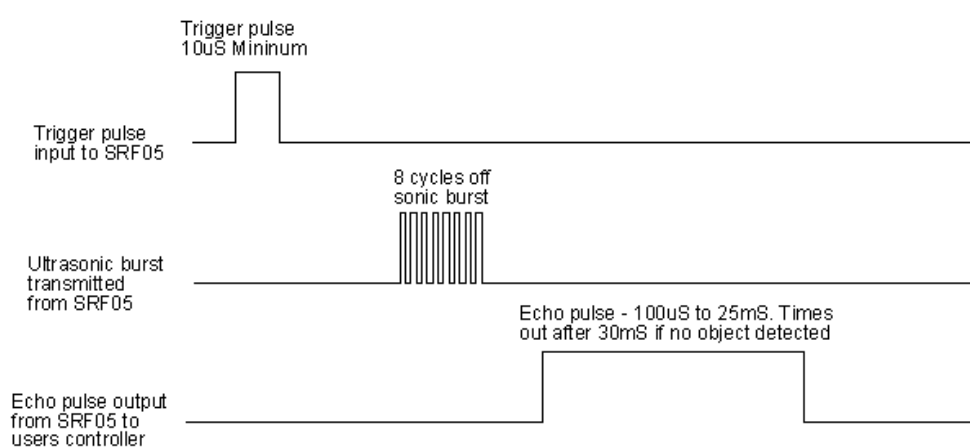 Trigger pulse
10uS Mininum
Trigger pulse
input to SRF05
8 cycles off
sonic burst
Ultrasonic burst
transmitted
from SRF05
Echo pulse - 100uS to 25mS. Times
out after 30mS if no object detected
Echo pulse output
from SRF05 to
users controller